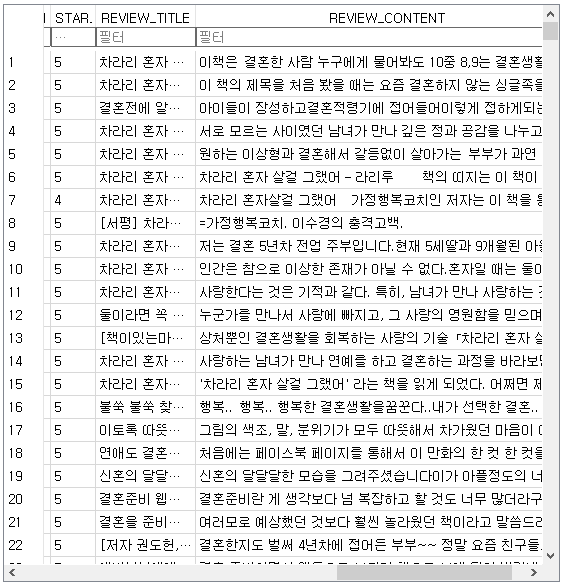 STAR. REVIEW_TITLE REVIEW_CONTENT
… 필터 필터
1 5 차라리 혼자 … 이책은 결혼한 사람 누구에게 물어봐도 10중 8,9는 결혼생활
2 5 차라리 혼자 … 이 책의 제목을 처음 봤을 때는 요즘 결혼하지 않는 싱글족을
3 5 결혼전에 알… 아이들이 장성하고결혼적령기에 접어들어이렇게 접하게되는
4 5 차라리 혼자 … 서로 모르는 사이였던 남녀가 만나 깊은 정과 공감을 나누고
5 5 차라리 혼자 … 원하는 이상형과 결혼해서 갈등없이 살아가는 부부가 과연
6 5 차라리 혼자 … 차라리 혼자 살걸 그랬어 - 라리루 책의 띠지는 이 책이
7 4 차라리 혼자 … 차라리 혼자살걸 그랬어 가정행복코치인 저자는 이 책을 통
8 5 [서평] 차라… =가정행복코치. 이수경의 충격고백.
9 5 차라리 혼자 … 저는 결혼 5년차 전업 주부입니다.현재 5세딸과 9개월된 아들
10 5 차라리 혼자 … 인간은 참으로 이상한 존재가 아닐 수 없다.혼자일 때는 둘이
11 5 차라리 혼자 … 사랑한다는 것은 기적과 같다. 특히, 남녀가 만나 사랑하는 것
12 5 둘이라면 꼭 … 누군가를 만나서 사랑에 빠지고, 그 사랑의 영원함을 믿으며
13 5 [책이있는마… 상처뿐인 결혼생활을 회복하는 사랑의 기술 『차라리 혼자 살
14 5 차라리 혼자 … 사랑하는 남녀가 만나 연예를 하고 결혼하는 과정을 바라보면
15 5 차라리 혼자 … '차라리 혼자 살걸 그랬어' 라는 책을 읽게 되었다. 어쩌면 제
16 5 불쑥 불쑥 찾… 행복.. 행복.. 행복한 결혼생활을꿈꾼다..내가 선택한 결혼..
17 5 이토록 따뜻… 그림의 색조, 말, 분위기가 모두 따뜻해서 차가웠던 마음이
18 5 연애도 결혼… 처음에는 페이스북 페이지를 통해서 이 만화의 한 컷 한 컷을
19 5 신혼의 달달… 신혼의 달달달한 모습을 그려주셨습니다이가 아플정도의 너
20 5 결혼준비 웹… 결혼준비란 게 생각보다 넘 복잡하고 할 것도 너무 많더라구
21 5 결혼을 준비… 여러모로 예상했던 것보다 훨씬 놀라웠던 책이라고 말씀드리
22 5 [저자 권도헌,… 결혼한지도 벌써 4년차에 접어든 부부~~ 정말 요즘 친구들